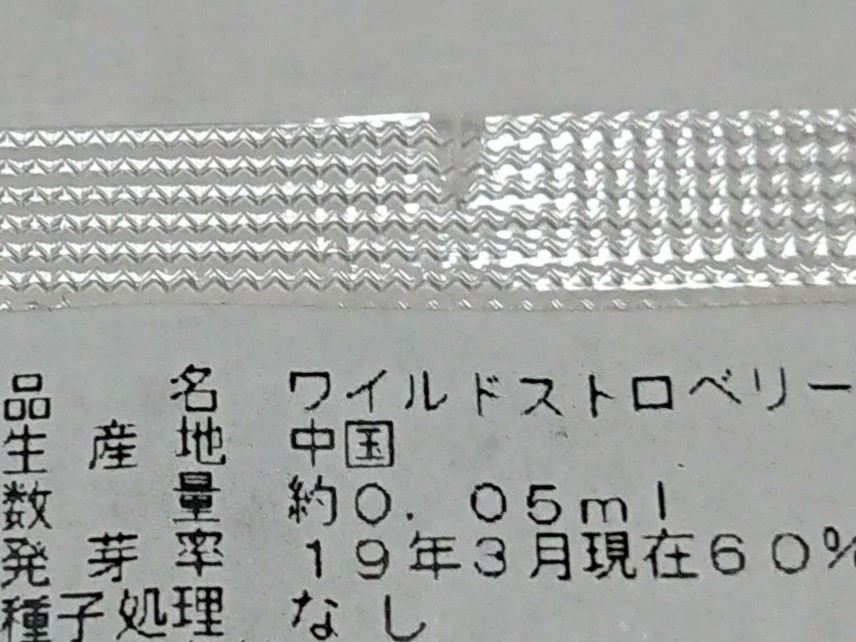 品名 ワイルドストロベリー
生産地 中国
数量 約0．05ml
発芽率 19年3月現在60%
種子処理 なし